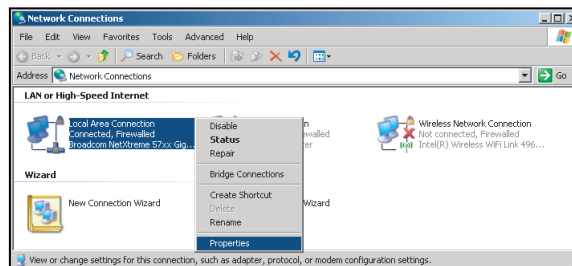 Network Connections
File Edit View Favorites Tools Advanced Help
Back Search Folders
Address Network Connections Go
LAN or High-Speed Internet
Local Area Connection
Connected, Firewalled
Broadcom NetXtreme 57xx Gig...
Wireless Network Connection
Not connected, Firewalled
Intel(R) Wireless WiFi Link 496...
Disable
Status
Repair
Bridge Connections
Create Shortcut
Delete
Rename
Properties
Wizard
New Connection Wizard
Wizard
View or change settings for this connection, such as adapter, protocol, or modem configuration settings.